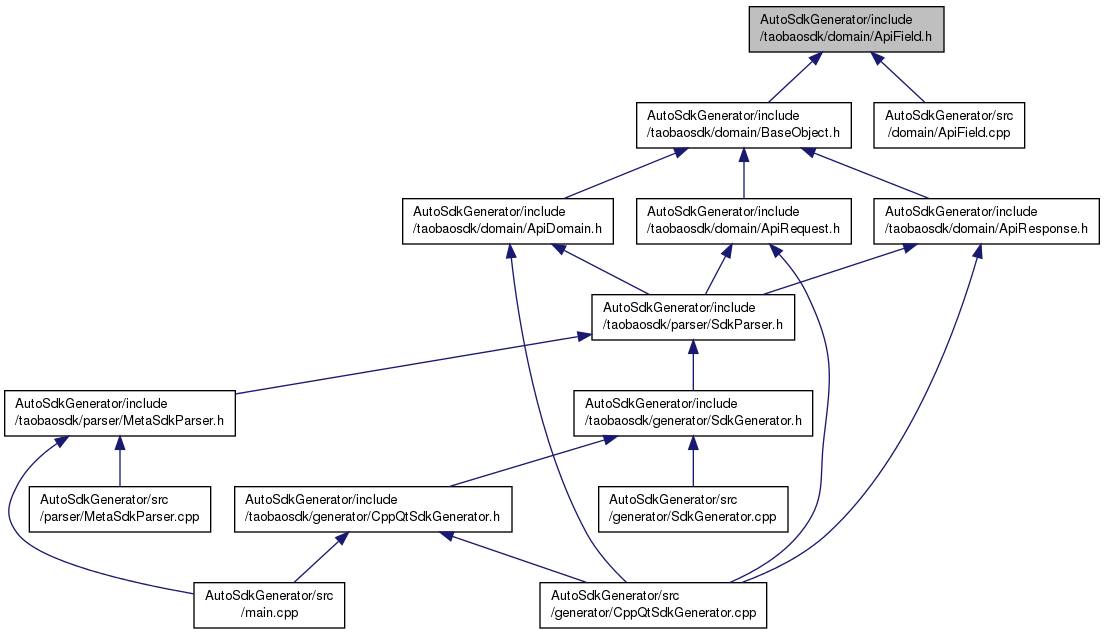 AutoSdkGenerator/include
/taobaosdk/domain/ApiField.h
AutoSdkGenerator/include
/taobaosdk/domain/BaseObject.h
AutoSdkGenerator/src
/domain/ApiField.cpp
AutoSdkGenerator/include
/taobaosdk/domain/ApiDomain.h
AutoSdkGenerator/include
/taobaosdk/domain/ApiRequest.h
AutoSdkGenerator/include
/taobaosdk/domain/ApiResponse.h
AutoSdkGenerator/include
/taobaosdk/parser/SdkParser.h
AutoSdkGenerator/include
/taobaosdk/parser/MetaSdkParser.h
AutoSdkGenerator/include
/taobaosdk/generator/SdkGenerator.h
AutoSdkGenerator/src
/parser/MetaSdkParser.cpp
AutoSdkGenerator/include
/taobaosdk/generator/CppQtSdkGenerator.h
AutoSdkGenerator/src
/generator/SdkGenerator.cpp
AutoSdkGenerator/src
/main.cpp
AutoSdkGenerator/src
/generator/CppQtSdkGenerator.cpp